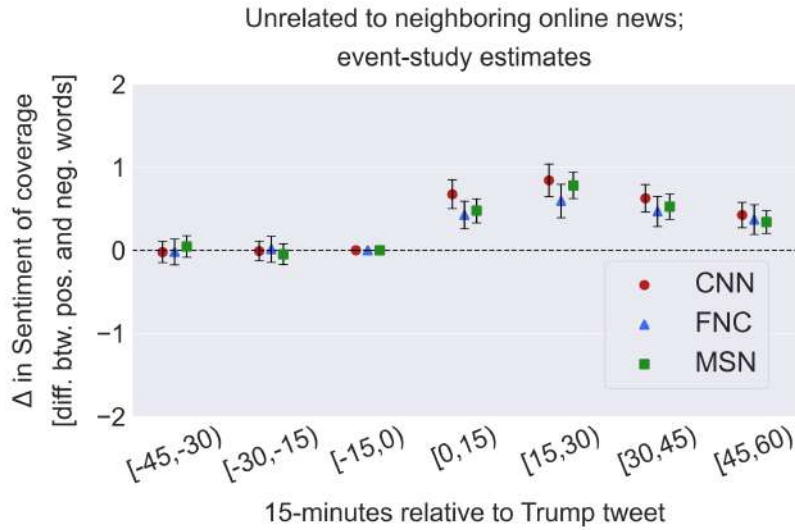 Unrelated to neighboring online news;
event-study estimates
Δ in Sentiment of coverage
[diff. btw. pos. and neg. words]
2
1
0
−1
−2
CNN
FNC
MSN
[-45,-30)
[-30,-15)
[-15,0)
[0,15)
[15,30)
[30,45)
[45,60)
15-minutes relative to Trump tweet